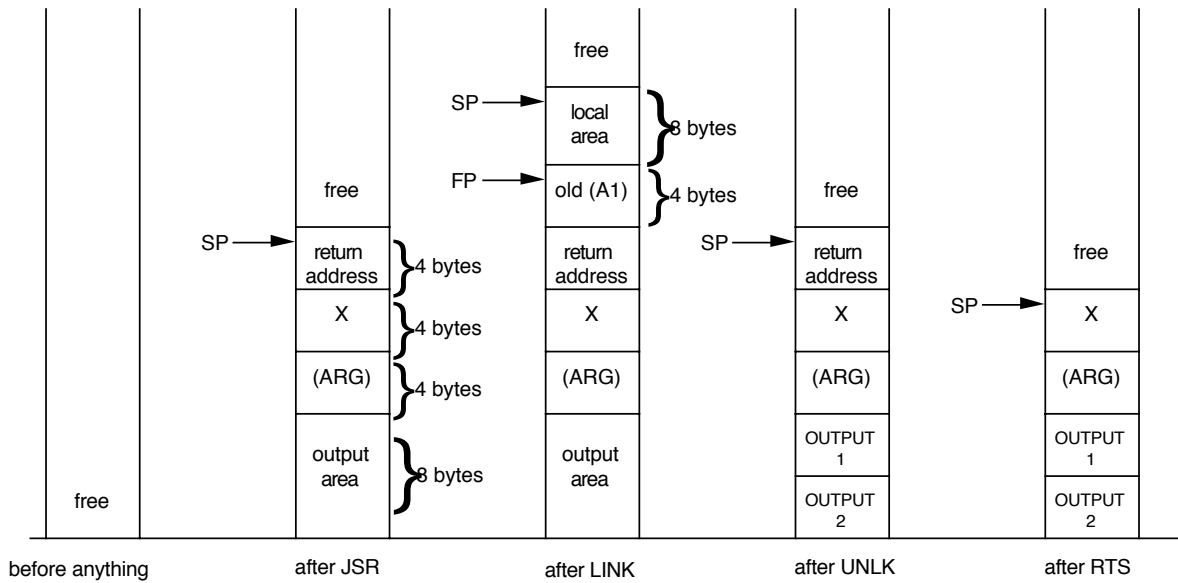 free
before anything
free
SP
return
address
4 bytes
X
4 bytes
(ARG)
4 bytes
output
area
8 bytes
after JSR
free
SP
local
area
8 bytes
FP
old (A1)
4 bytes
return
address
X
(ARG)
output
area
after LINK
free
SP
return
address
X
(ARG)
OUTPUT
1
OUTPUT
2
after UNLK
free
SP
X
(ARG)
OUTPUT
1
OUTPUT
2
after RTS